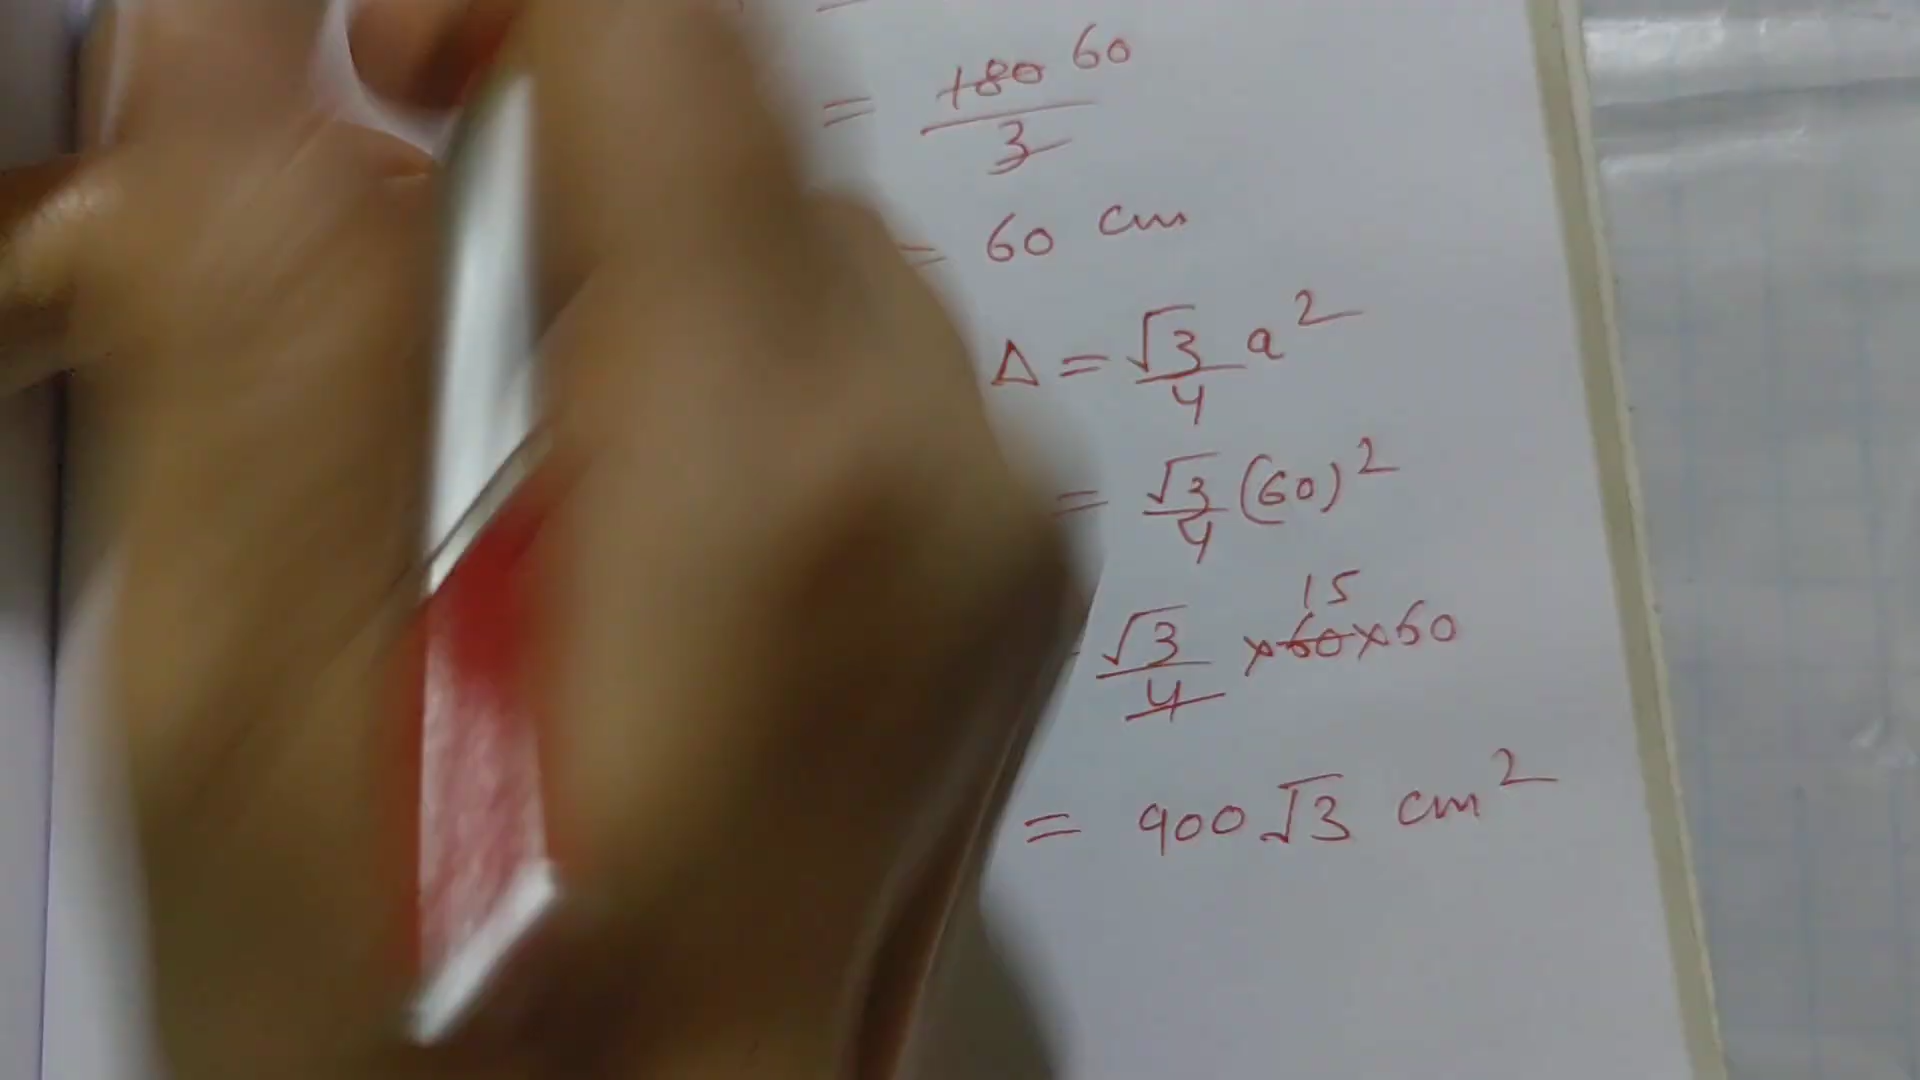 = 180 60 / 3
= 60 cm
Δ = √3/4 a²
= √3/4 (60)²
15
√3/4 ×60×60
= 900√3 cm²